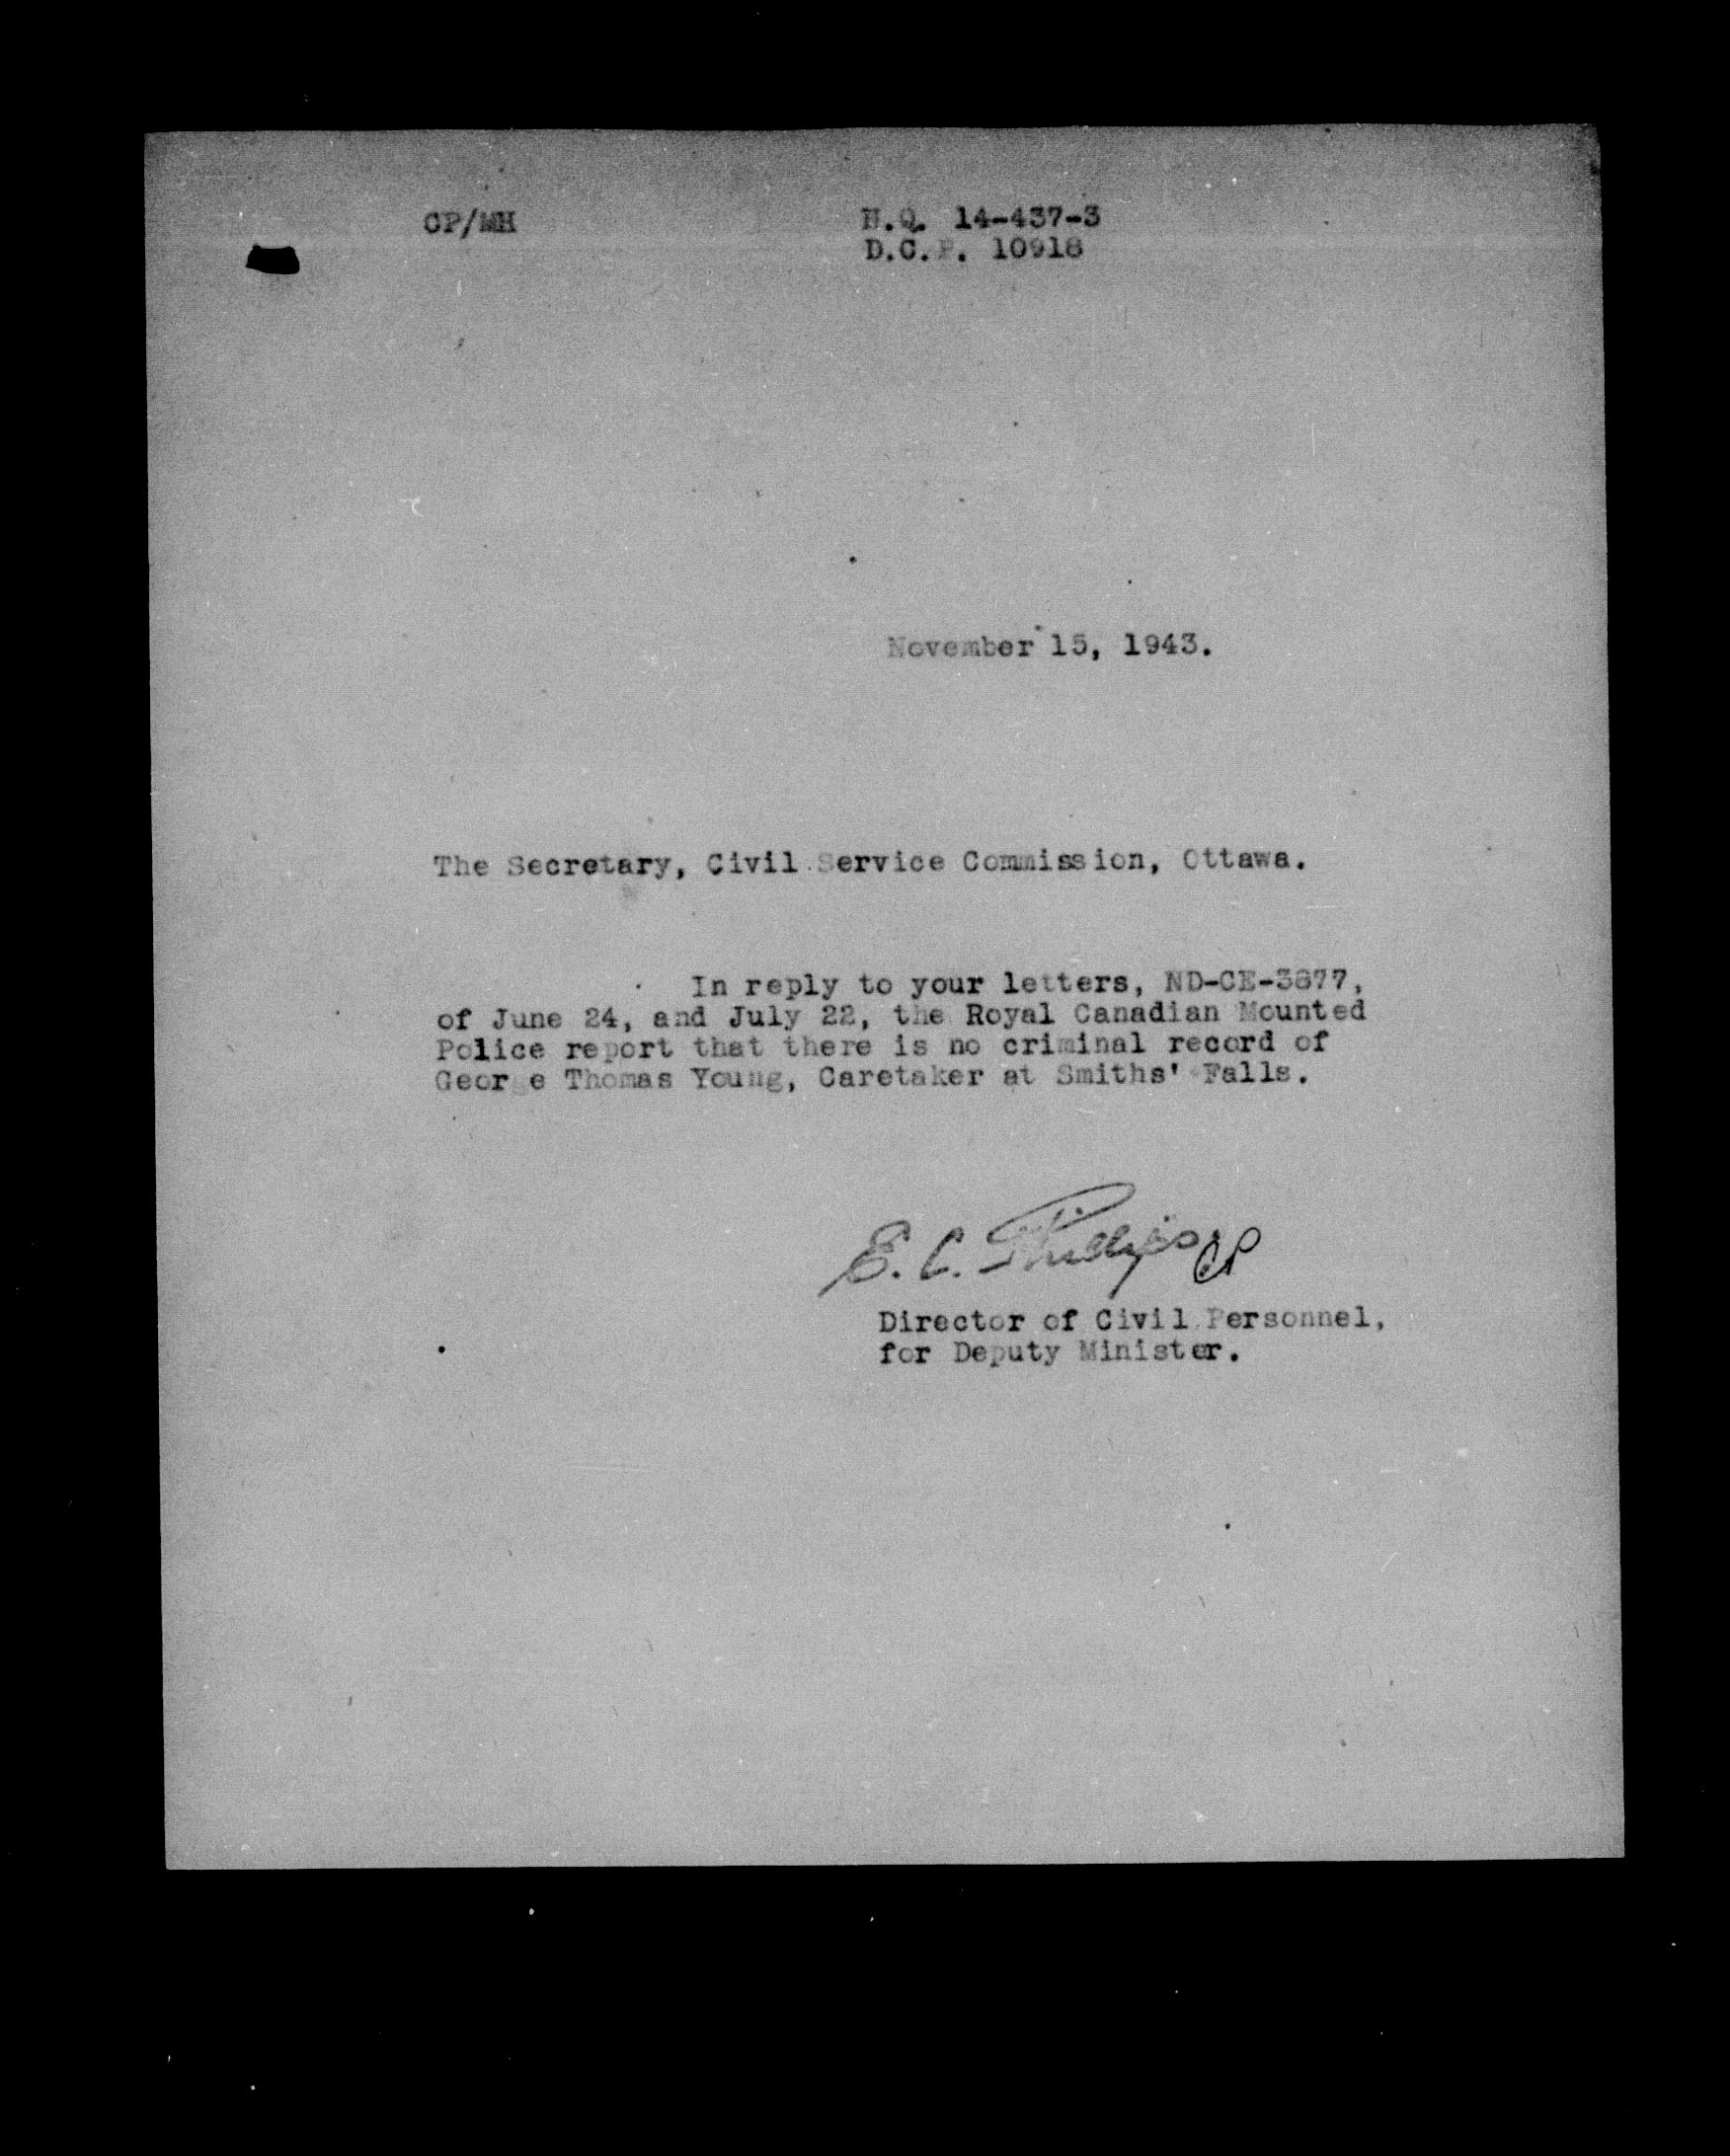 CP/MH
H.Q. 14-437-3
D.C.P. 10918
November 15, 1943.
The Secretary, Civil Service Commission, Ottawa.
In reply to your letters, ND-CE-3877,
of June 24, and July 22, the Royal Canadian Mounted
Police report that there is no criminal record of
George Thomas Young, Caretaker at Smiths' Falls.
E. C. Phillips CP
Director of Civil Personnel,
for Deputy Minister.